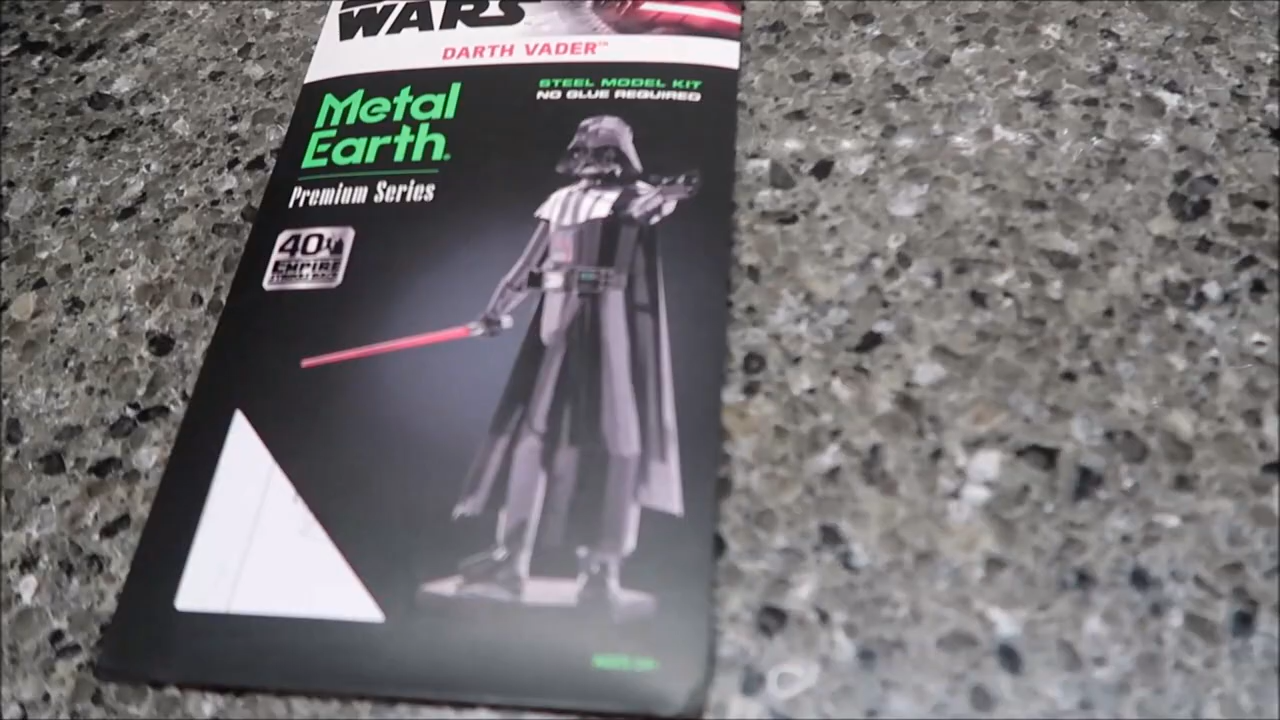 WARS
DARTH VADER™
Metal
Earth
STEEL MODEL KIT
NO GLUE REQUIRED
Premium Series
40
EMPIRE